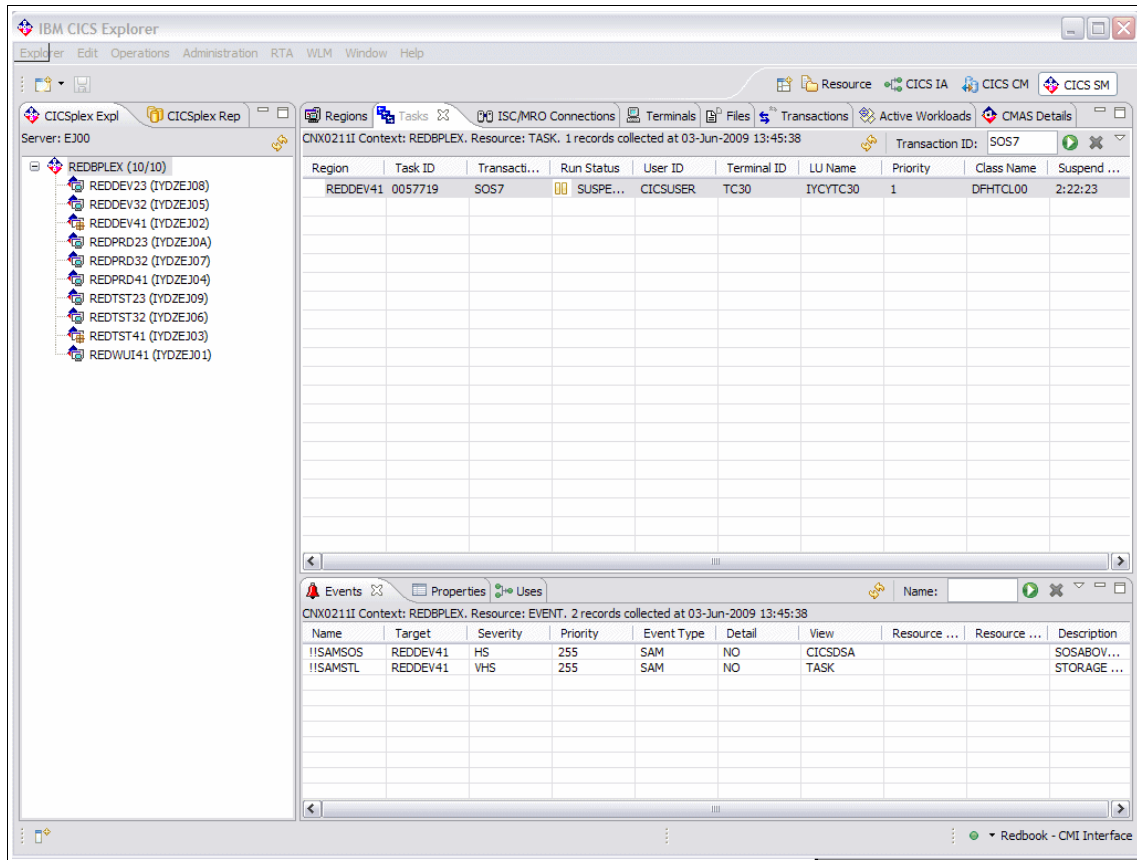 IBM CICS Explorer
Explorer Edit Operations Administration RTA WLM Window Help
Resource CICS IA CICS CM CICS SM
CICSplex Expl CICSplex Rep
Regions Tasks ISC/MRO Connections Terminals Files Transactions Active Workloads CMAS Details
Server: EJ00
CNX0211I Context: REDBPLEX. Resource: TASK. 1 records collected at 03-Jun-2009 13:45:38 Transaction ID: SOS7
REDBPLEX (10/10)
REDDEV23 (IYDZEJ08)
REDDEV32 (IYDZEJ05)
REDDEV41 (IYDZEJ02)
REDPRD23 (IYDZEJ0A)
REDPRD32 (IYDZEJ07)
REDPRD41 (IYDZEJ04)
REDTST23 (IYDZEJ09)
REDTST32 (IYDZEJ06)
REDTST41 (IYDZEJ03)
REDWUI41 (IYDZEJ01)
Region Task ID Transacti... Run Status User ID Terminal ID LU Name Priority Class Name Suspend ...
REDDEV41 0057719 SOS7 SUSPE... CICSUSER TC30 IYCYTC30 1 DFHTCL00 2:22:23
Events Properties Uses Name:
CNX0211I Context: REDBPLEX. Resource: EVENT. 2 records collected at 03-Jun-2009 13:45:38
Name Target Severity Priority Event Type Detail View Resource ... Resource ... Description
!!SAMSOS REDDEV41 HS 255 SAM NO CICSDSA SOSABOV...
!!SAMSTL REDDEV41 VHS 255 SAM NO TASK STORAGE ...
Redbook - CMI Interface